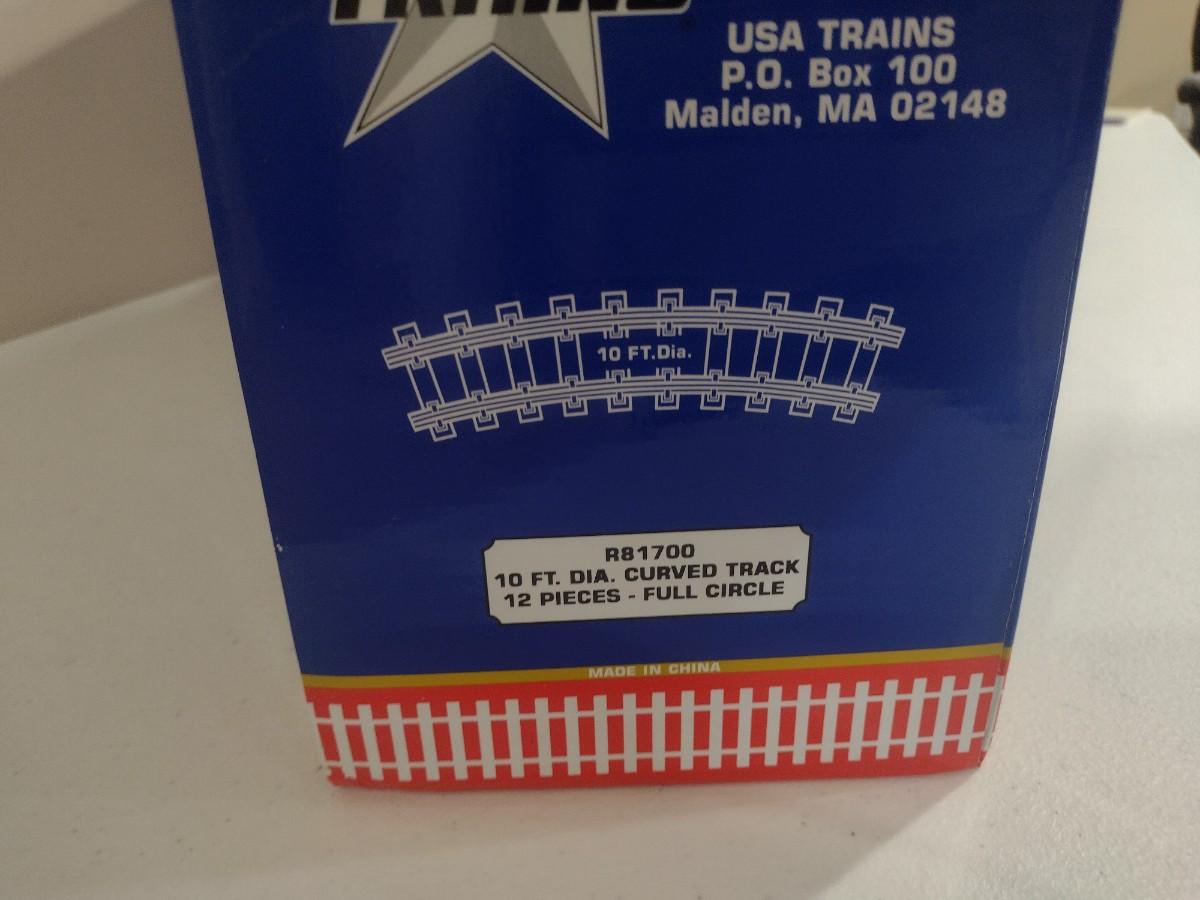 TRAINS
USA TRAINS
P.O. Box 100
Malden, MA 02148
10 FT.Dia.
R81700
10 FT. DIA. CURVED TRACK
12 PIECES - FULL CIRCLE
MADE IN CHINA